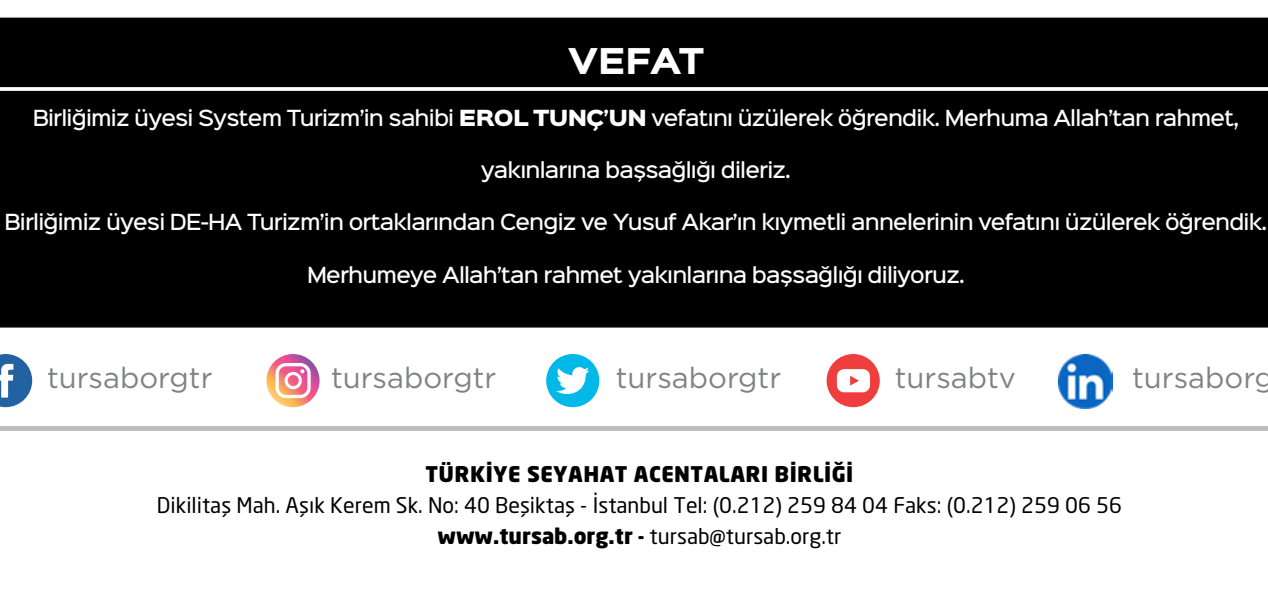 VEFAT
Birliğimiz üyesi System Turizm’in sahibi EROL TUNÇ’UN vefatını üzülerek öğrendik. Merhuma Allah’tan rahmet,
yakınlarına başsağlığı dileriz.
Birliğimiz üyesi DE-HA Turizm’in ortaklarından Cengiz ve Yusuf Akar’ın kıymetli annelerinin vefatını üzülerek öğrendik.
Merhumeye Allah’tan rahmet yakınlarına başsağlığı diliyoruz.
tursaborgtr tursaborgtr tursaborgtr tursabtv in tursaborg
TÜRKİYE SEYAHAT ACENTALARI BİRLİĞİ
Dikilitaş Mah. Aşık Kerem Sk. No: 40 Beşiktaş - İstanbul Tel: (0.212) 259 84 04 Faks: (0.212) 259 06 56
www.tursab.org.tr - tursab@tursab.org.tr